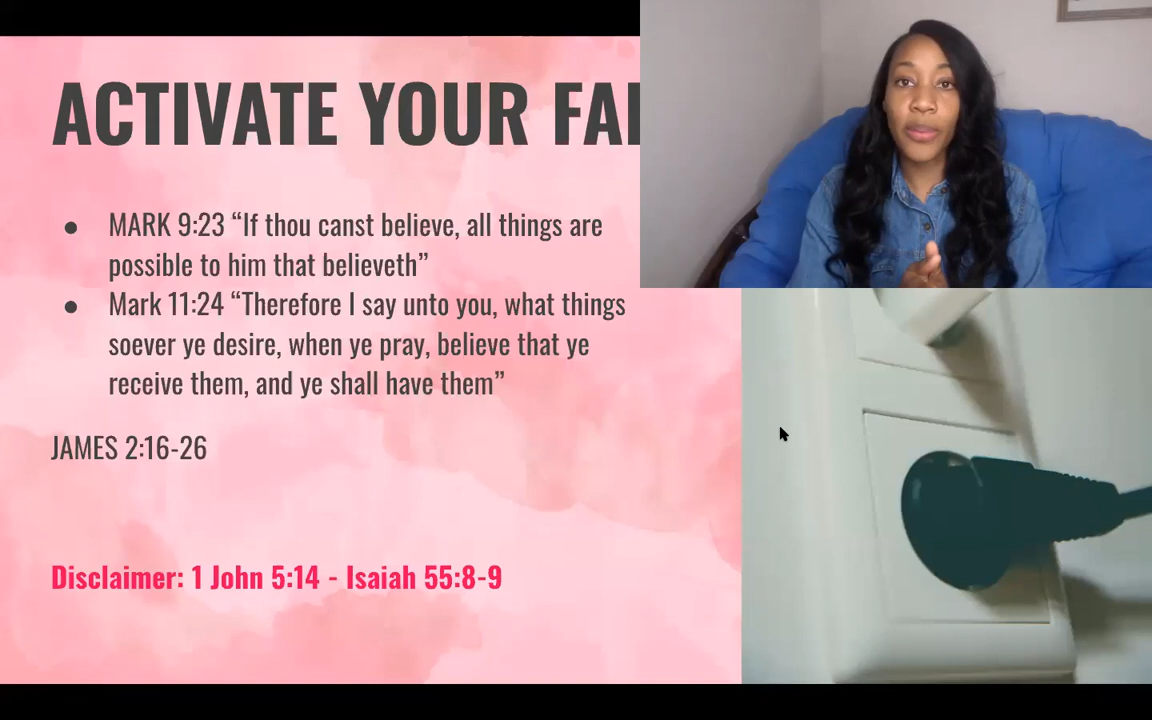 ACTIVATE YOUR FAI
● MARK 9:23 “If thou canst believe, all things are
possible to him that believeth”
● Mark 11:24 “Therefore I say unto you, what things
soever ye desire, when ye pray, believe that ye
receive them, and ye shall have them”
JAMES 2:16-26
Disclaimer: 1 John 5:14 - Isaiah 55:8-9